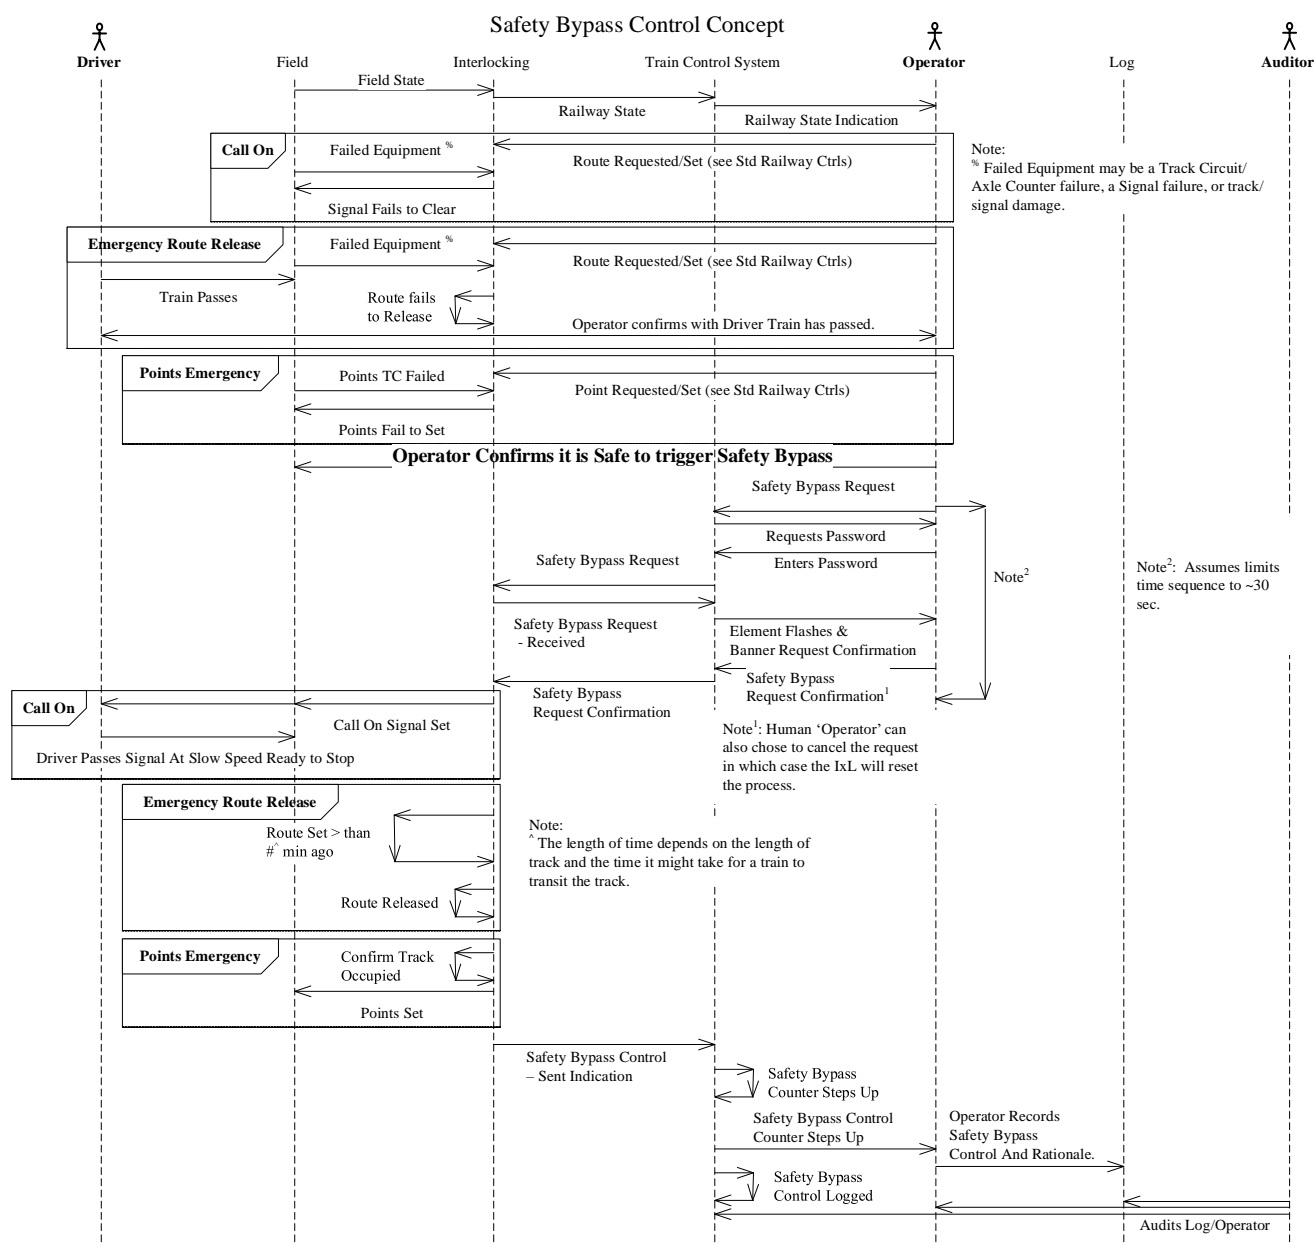 Safety Bypass Control Concept
Driver
Field
Interlocking
Train Control System
Operator
Log
Auditor
Field State
Railway State
Railway State Indication
Call On
Failed Equipment %
Route Requested/Set (see Std Railway Ctrls)
Signal Fails to Clear
Note:
% Failed Equipment may be a Track Circuit/
Axle Counter failure, a Signal failure, or track/
signal damage.
Emergency Route Release
Failed Equipment %
Route Requested/Set (see Std Railway Ctrls)
Train Passes
Route fails
to Release
Operator confirms with Driver Train has passed.
Points Emergency
Points TC Failed
Point Requested/Set (see Std Railway Ctrls)
Points Fail to Set
Operator Confirms it is Safe to trigger Safety Bypass
Safety Bypass Request
Requests Password
Enters Password
Safety Bypass Request
Note2
Note2: Assumes limits
time sequence to ~30
sec.
Safety Bypass Request
- Received
Element Flashes &
Banner Request Confirmation
Safety Bypass
Request Confirmation1
Safety Bypass
Request Confirmation
Call On
Call On Signal Set
Driver Passes Signal At Slow Speed Ready to Stop
Note1: Human ‘Operator’ can
also chose to cancel the request
in which case the IxL will reset
the process.
Emergency Route Release
Route Set > than
#^ min ago
Note:
^ The length of time depends on the length of
track and the time it might take for a train to
transit the track.
Route Released
Points Emergency
Confirm Track
Occupied
Points Set
Safety Bypass Control
– Sent Indication
Safety Bypass
Counter Steps Up
Safety Bypass Control
Counter Steps Up
Operator Records
Safety Bypass
Control And Rationale.
Safety Bypass
Control Logged
Audits Log/Operator